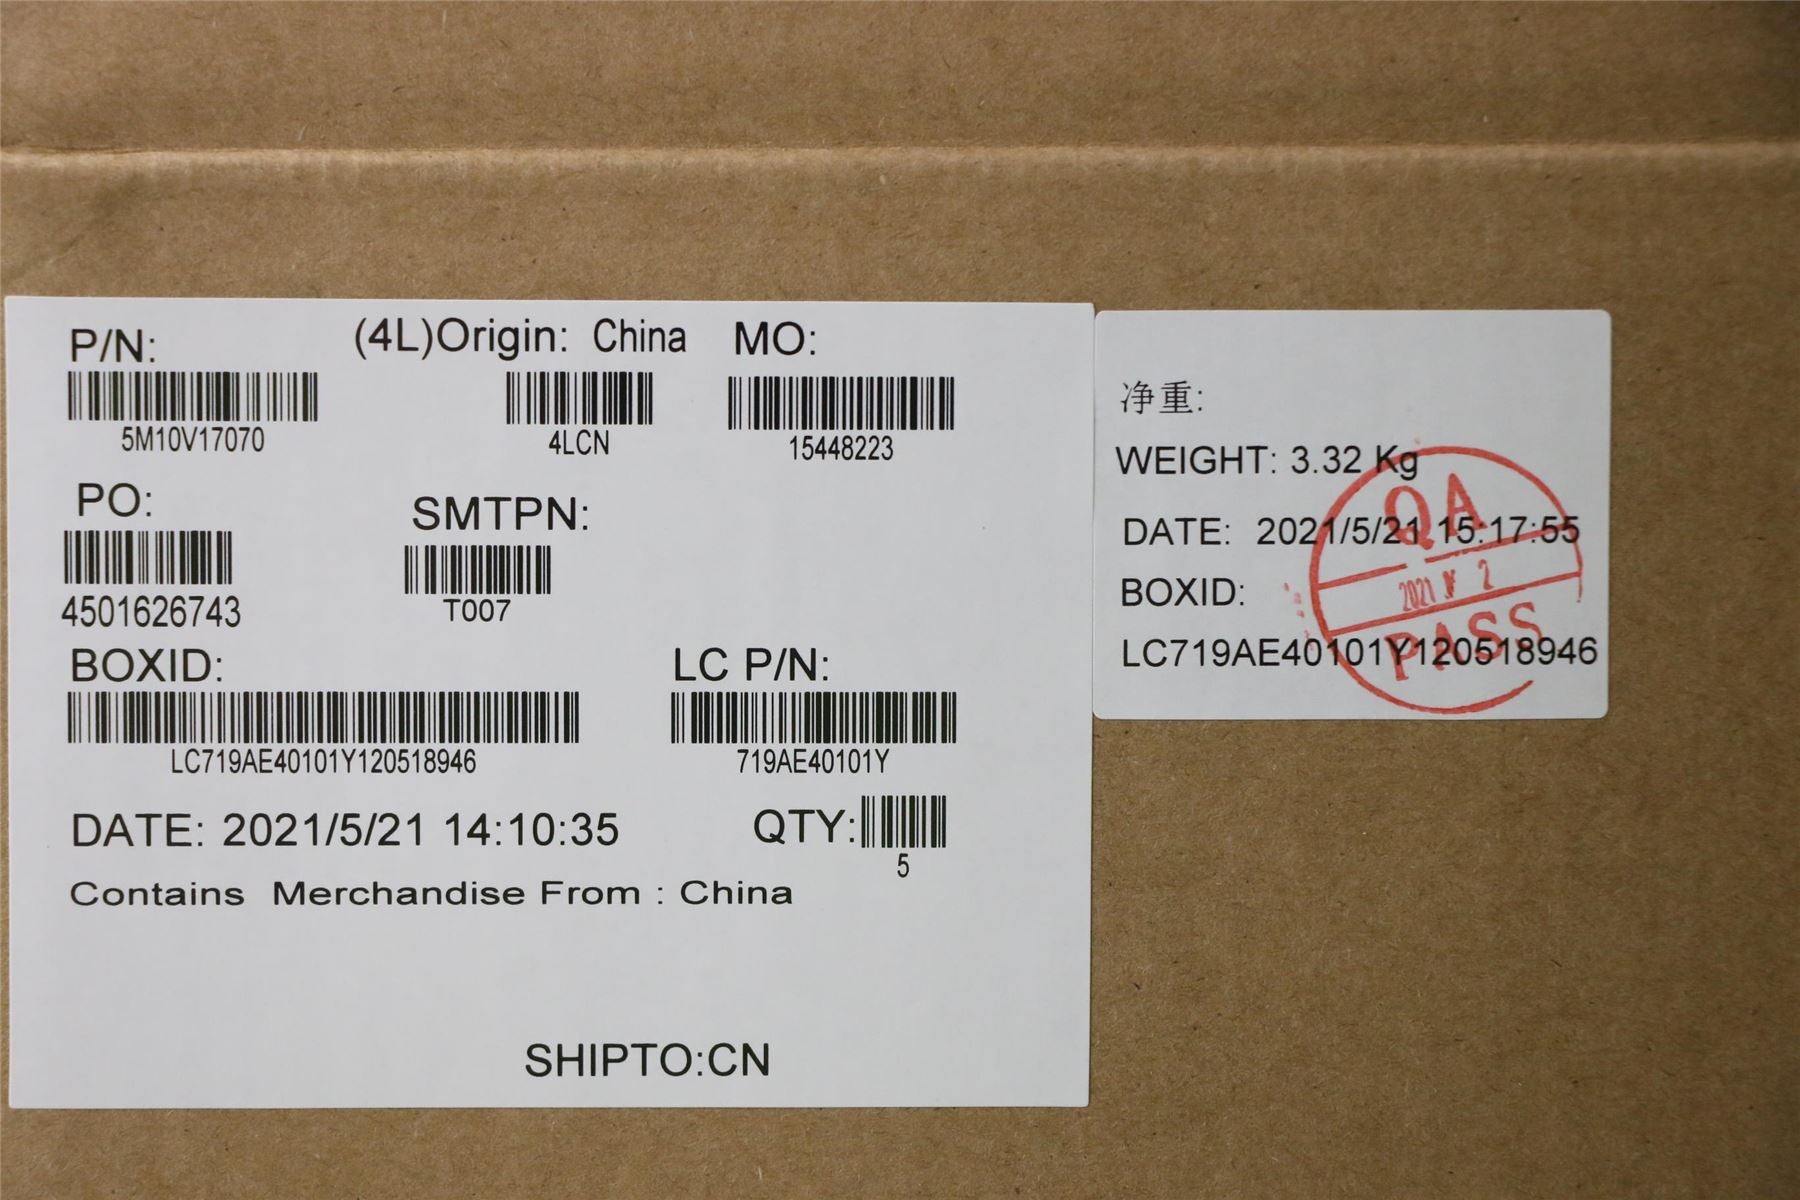 P/N:
(4L)Origin: China
MO:
5M10V17070
4LCN
15448223
PO:
SMTPN:
4501626743
T007
BOXID:
LC P/N:
LC719AE40101Y120518946
719AE40101Y
DATE: 2021/5/21 14:10:35
QTY:
5
Contains Merchandise From : China
SHIPTO:CN
净重:
WEIGHT: 3.32 Kg
DATE: 2021/5/21 15:17:55
BOXID:
LC719AE40101Y120518946
QA
2021 2
PASS